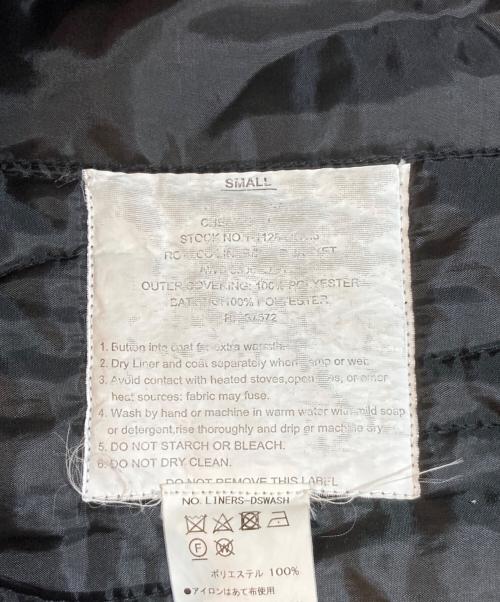 SMALL
STOCK NO.
OUTER COVERING: 100% POLYESTER
100% POLYESTER
1. Button into coat for extra warmth.
2. Dry Liner and coat separately when damp or wet.
3. Avoid contact with heated stoves,open or other
heat sources: fabric may fuse.
4. Wash by hand or machine in warm water with mild soap
or detergent,rise thoroughly and drip or machine dry
5. DO NOT STARCH OR BLEACH.
6. DO NOT DRY CLEAN.
DO NOT REMOVE THIS LABEL
NO. LINERS-DSWASH
F W
ポリエステル 100%
●アイロンはあて布使用